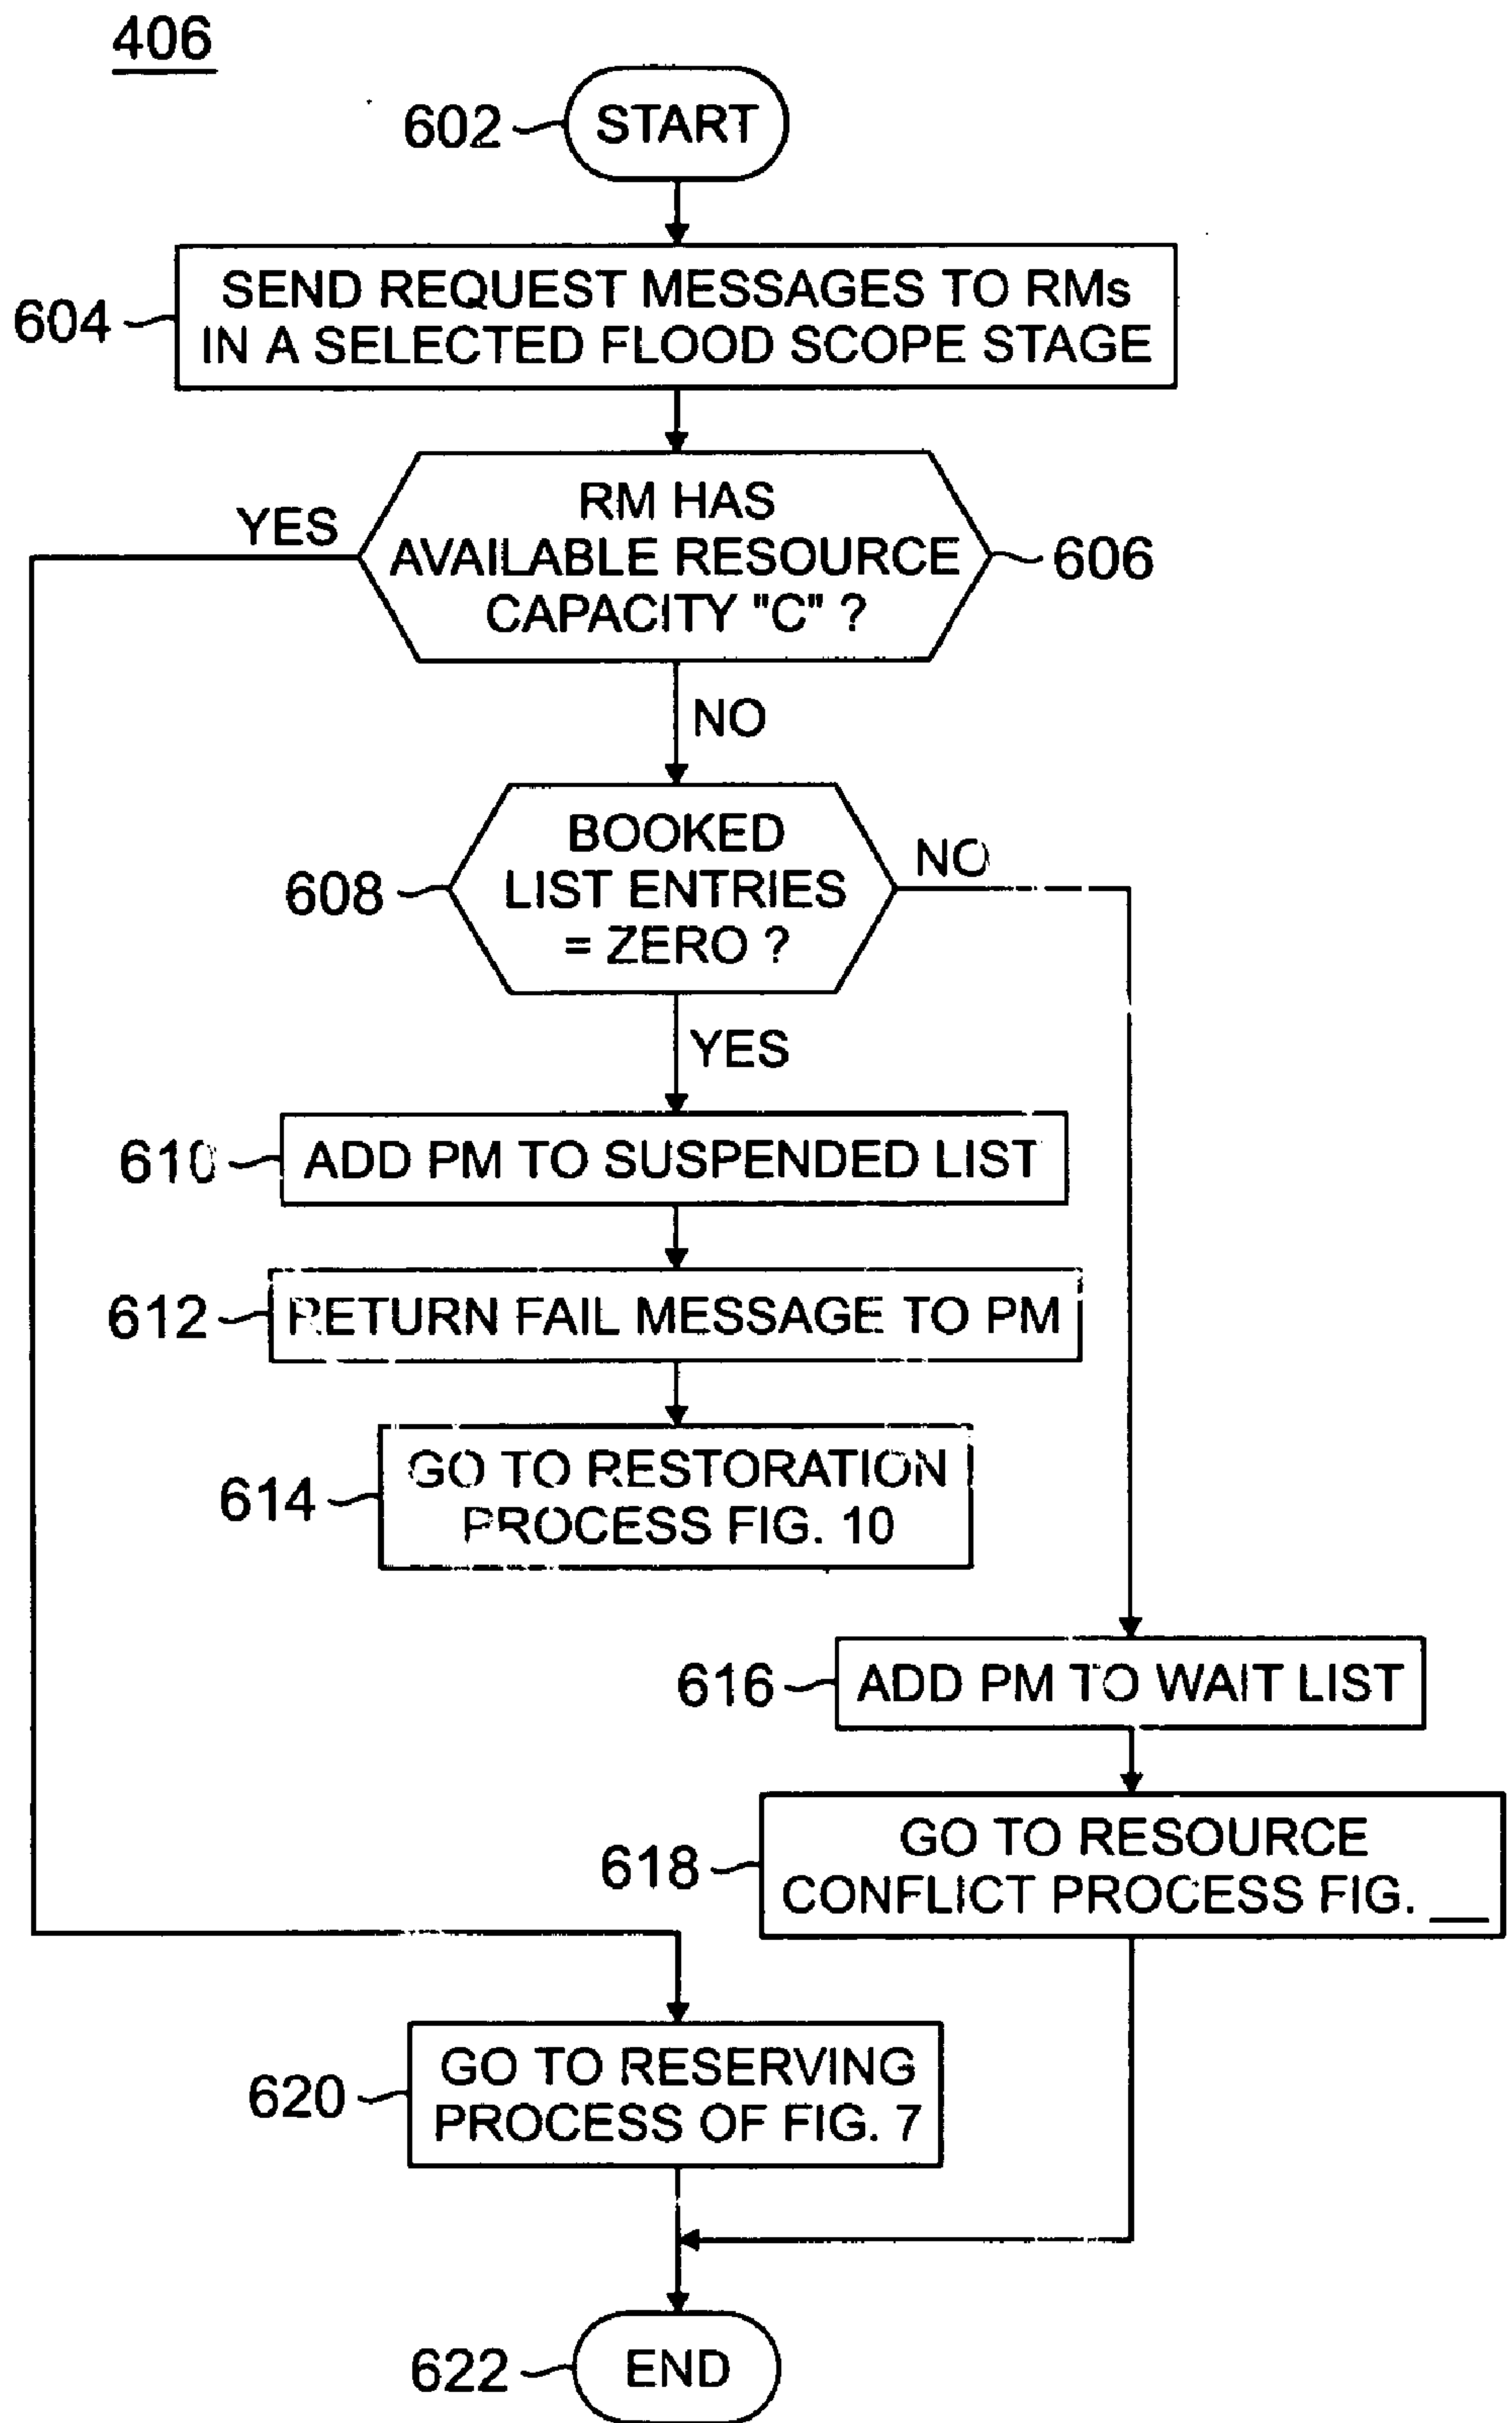 406
602
START
604
SEND REQUEST MESSAGES TO RMs
IN A SELECTED FLOOD SCOPE STAGE
YES
RM HAS
AVAILABLE RESOURCE
CAPACITY "C" ?
606
NO
608
BOOKED
LIST ENTRIES
= ZERO ?
NO
YES
610
ADD PM TO SUSPENDED LIST
612
RETURN FAIL MESSAGE TO PM
614
GO TO RESTORATION
PROCESS FIG. 10
616
ADD PM TO WAIT LIST
618
GO TO RESOURCE
CONFLICT PROCESS FIG. ___
620
GO TO RESERVING
PROCESS OF FIG. 7
622
END